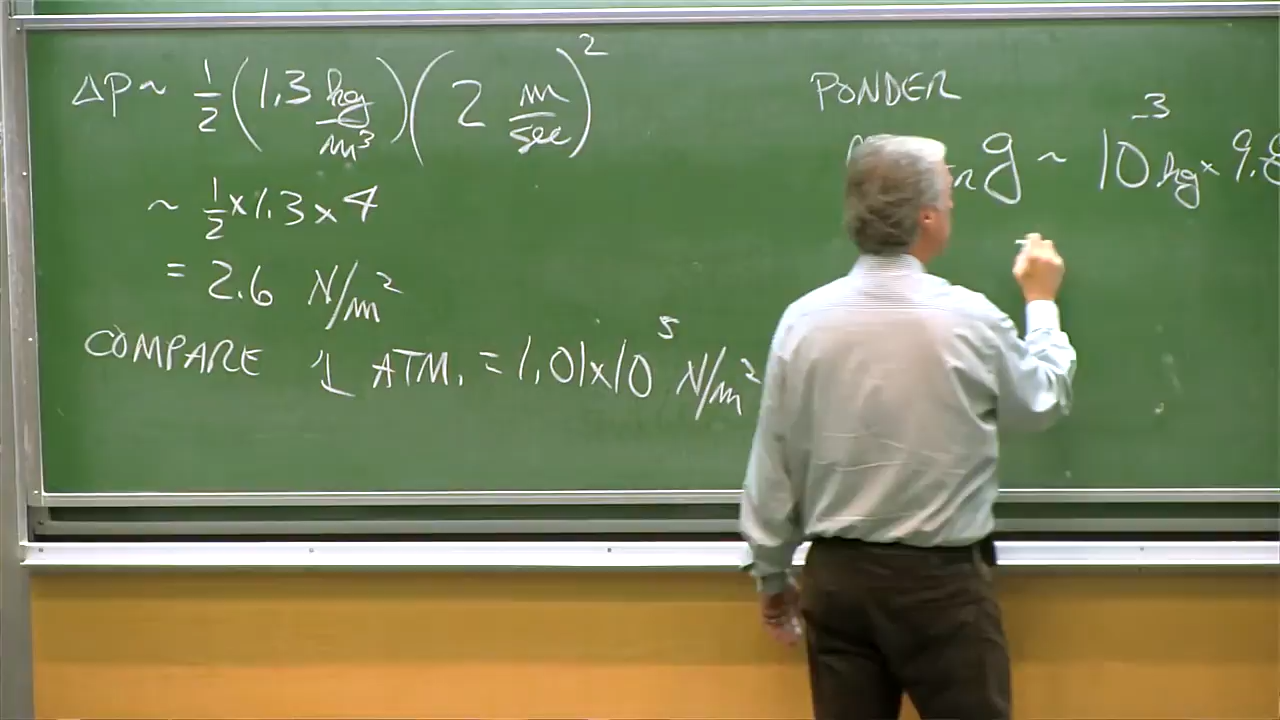 ΔP ~ 1/2 (1.3 kg/m³) (2 m/sec)²
~ 1/2 × 1.3 × 4
= 2.6 N/m²
COMPARE 1 ATM. = 1.01×10⁵ N/m²
PONDER
g ~ 10⁻³ kg × 9.8